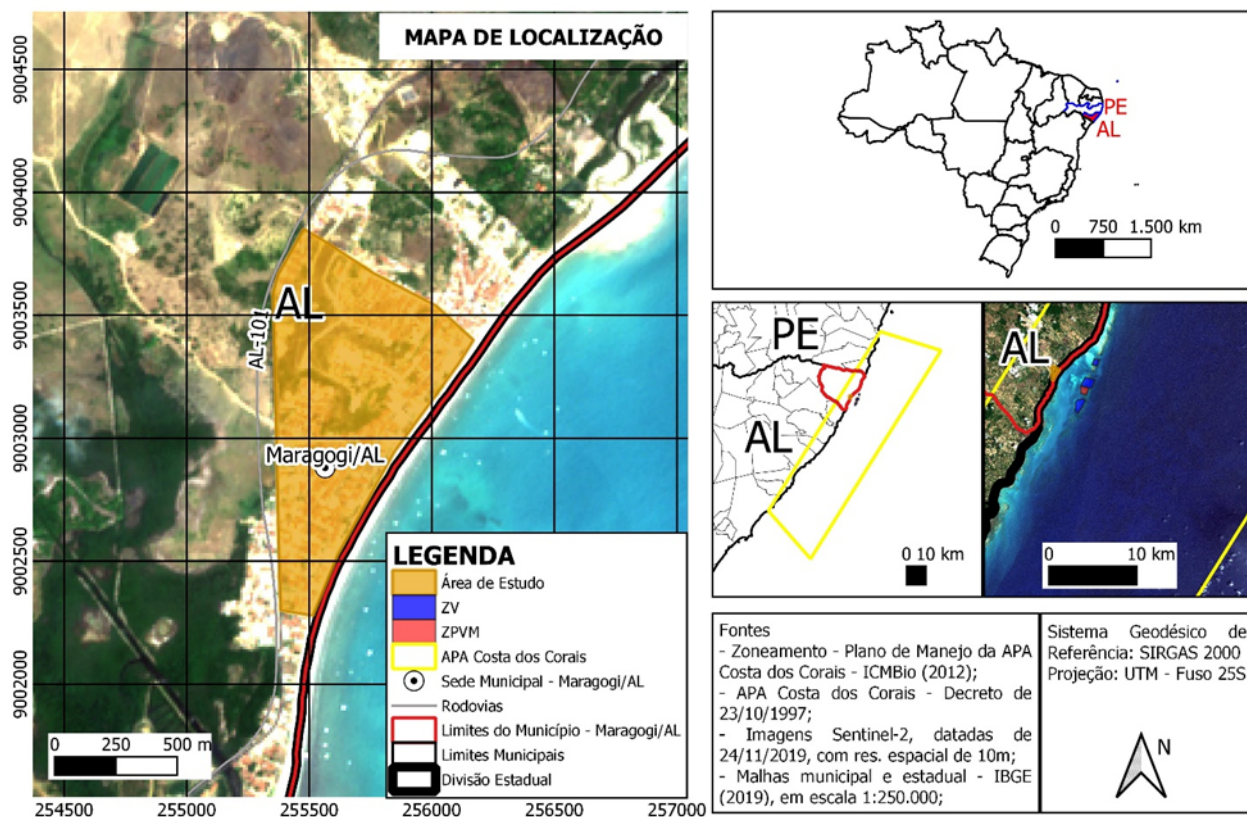 MAPA DE LOCALIZAÇÃO
9004500
9004000
9003500
9003000
9002500
9002000
AL
AL-101
Maragogi/AL
LEGENDA
Área de Estudo
ZV
ZPVM
APA Costa dos Corais
Sede Municipal - Maragogi/AL
Rodovias
Limites do Município - Maragogi/AL
Limites Municipais
Divisão Estadual
0 250 500 m
254500 255000 255500 256000 256500 257000
PE
AL
0 750 1.500 km
PE
AL
0 10 km
AL
0 10 km
Fontes
- Zoneamento - Plano de Manejo da APA
Costa dos Corais - ICMBio (2012);
- APA Costa dos Corais - Decreto de
23/10/1997;
- Imagens Sentinel-2, datadas de
24/11/2019, com res. espacial de 10m;
- Malhas municipal e estadual - IBGE
(2019), em escala 1:250.000;
Sistema Geodésico de
Referência: SIRGAS 2000
Projeção: UTM - Fuso 25S
N